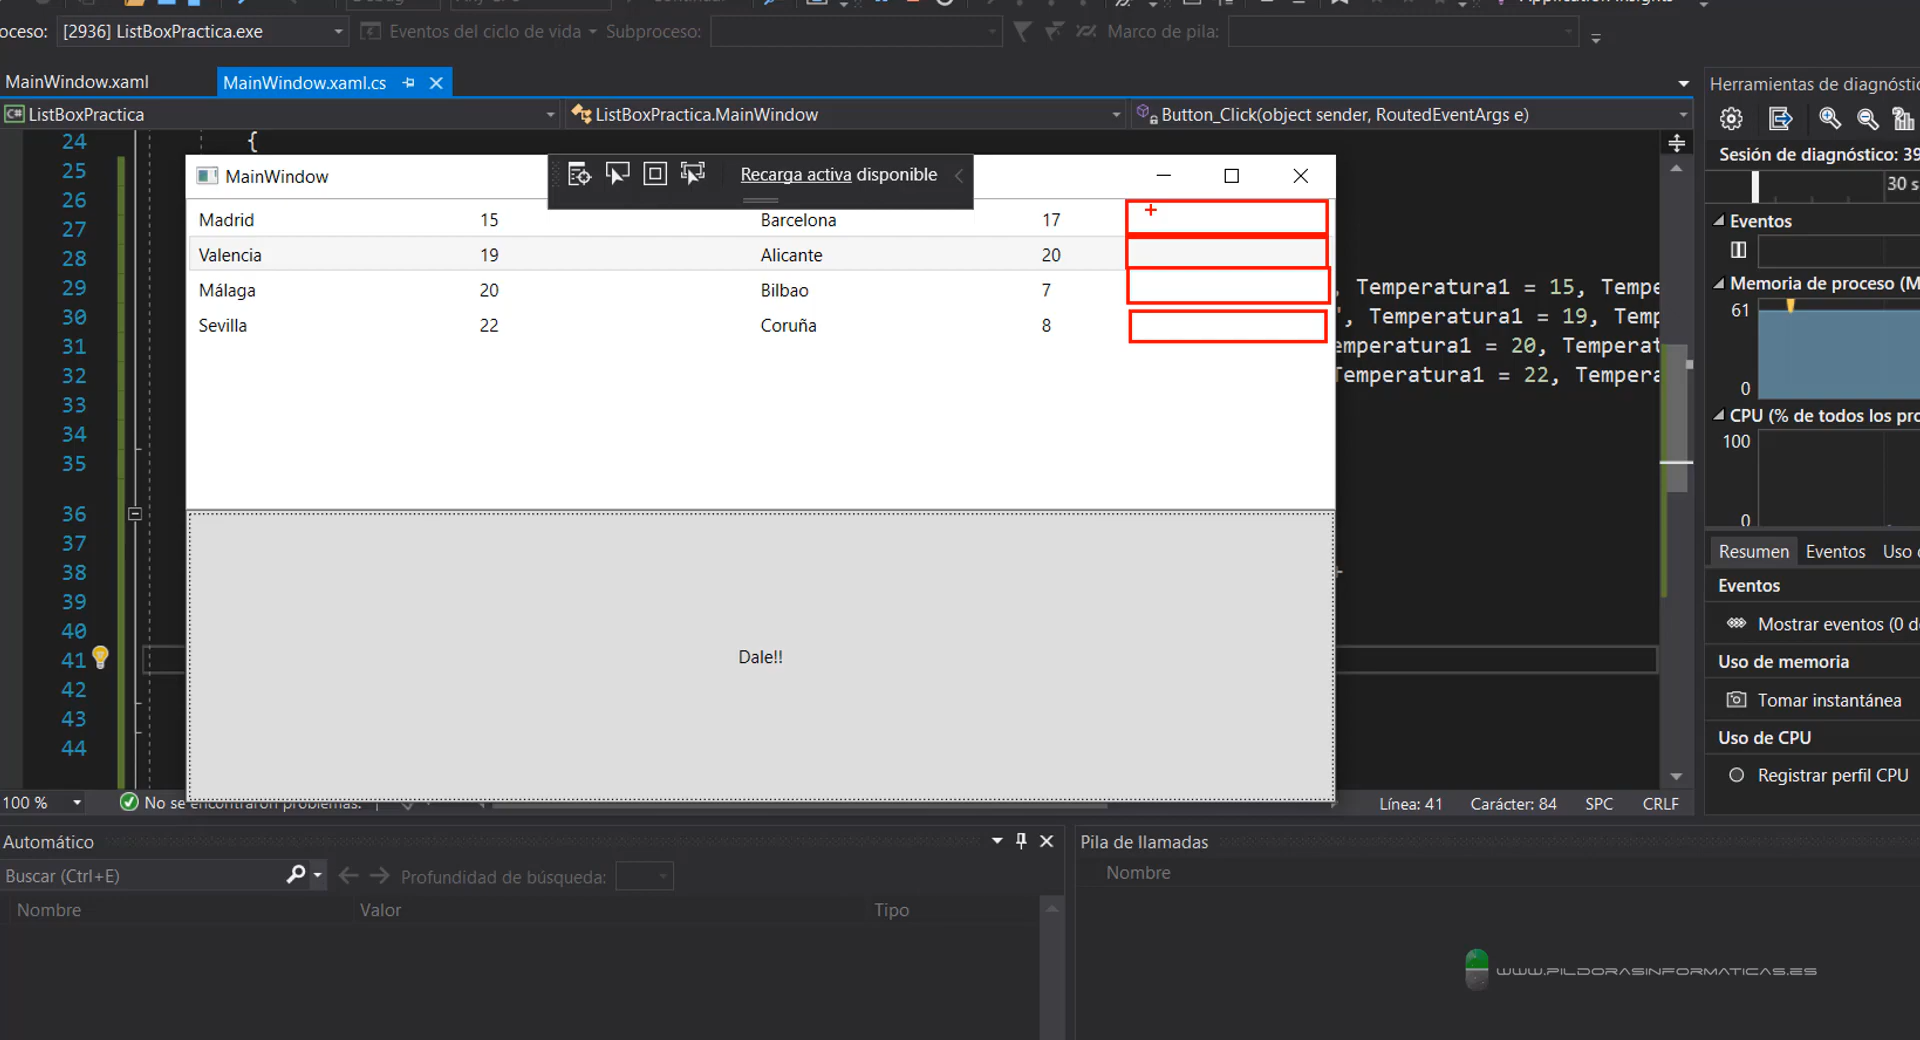 oceso:
[2936] ListBoxPractica.exe
Eventos del ciclo de vida
Subproceso:
Marco de pila:
MainWindow.xaml
MainWindow.xaml.cs
Herramientas de diagnóstic
C# ListBoxPractica
ListBoxPractica.MainWindow
Button_Click(object sender, RoutedEventArgs e)
Sesión de diagnóstico: 39
30 s
24 {
25
26
27
28
29
30
31
32
33
34
35
36
37
38
39
40
41
42
43
44
MainWindow
Recarga activa disponible
Madrid 15 Barcelona 17
Valencia 19 Alicante 20
Málaga 20 Bilbao 7
Sevilla 22 Coruña 8
Dale!!
, Temperatura1 = 15, Tempe
', Temperatura1 = 19, Tem
emperatura1 = 20, Temperat
Temperatura1 = 22, Tempera
Eventos
Memoria de proceso (M
61
0
CPU (% de todos los pro
100
0
Resumen Eventos Uso
Eventos
Mostrar eventos (0 d
Uso de memoria
Tomar instantánea
Uso de CPU
Registrar perfil CPU
100 %
No se encontraron problemas.
Línea: 41
Carácter: 84
SPC
CRLF
Automático
Buscar (Ctrl+E)
Profundidad de búsqueda:
Nombre Valor Tipo
Pila de llamadas
Nombre
WWW.PILDORASINFORMATICAS.ES